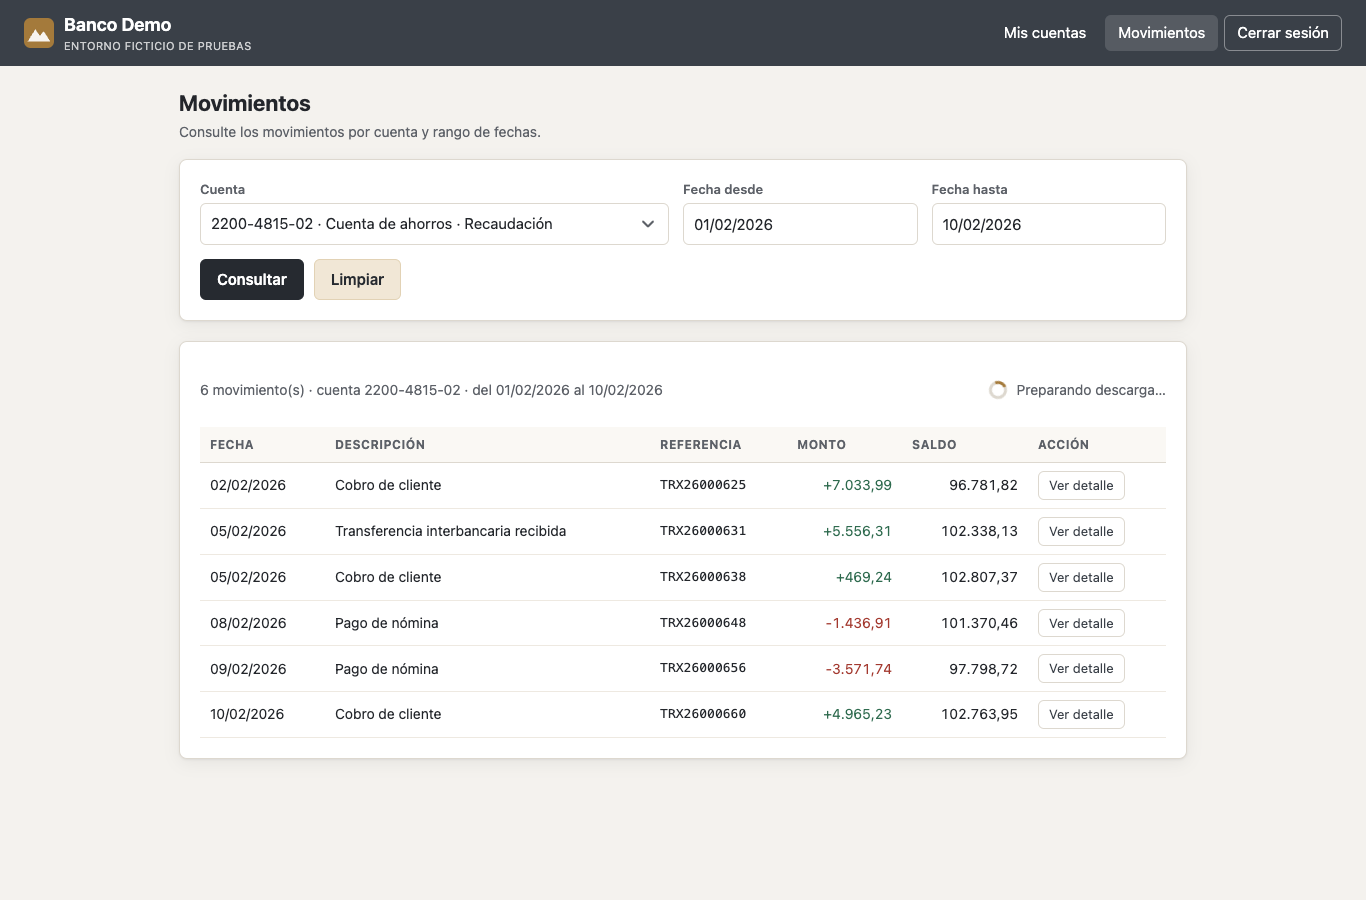 Banco Demo
ENTORNO FICTICIO DE PRUEBAS
Mis cuentas
Movimientos
Cerrar sesión
Movimientos
Consulte los movimientos por cuenta y rango de fechas.
Cuenta
Fecha desde
Fecha hasta
2200-4815-02 · Cuenta de ahorros · Recaudación
01/02/2026
10/02/2026
Consultar
Limpiar
6 movimiento(s) · cuenta 2200-4815-02 · del 01/02/2026 al 10/02/2026
Preparando descarga...
FECHA DESCRIPCIÓN REFERENCIA MONTO SALDO ACCIÓN
02/02/2026 Cobro de cliente TRX26000625 +7.033,99 96.781,82 Ver detalle
05/02/2026 Transferencia interbancaria recibida TRX26000631 +5.556,31 102.338,13 Ver detalle
05/02/2026 Cobro de cliente TRX26000638 +469,24 102.807,37 Ver detalle
08/02/2026 Pago de nómina TRX26000648 -1.436,91 101.370,46 Ver detalle
09/02/2026 Pago de nómina TRX26000656 -3.571,74 97.798,72 Ver detalle
10/02/2026 Cobro de cliente TRX26000660 +4.965,23 102.763,95 Ver detalle